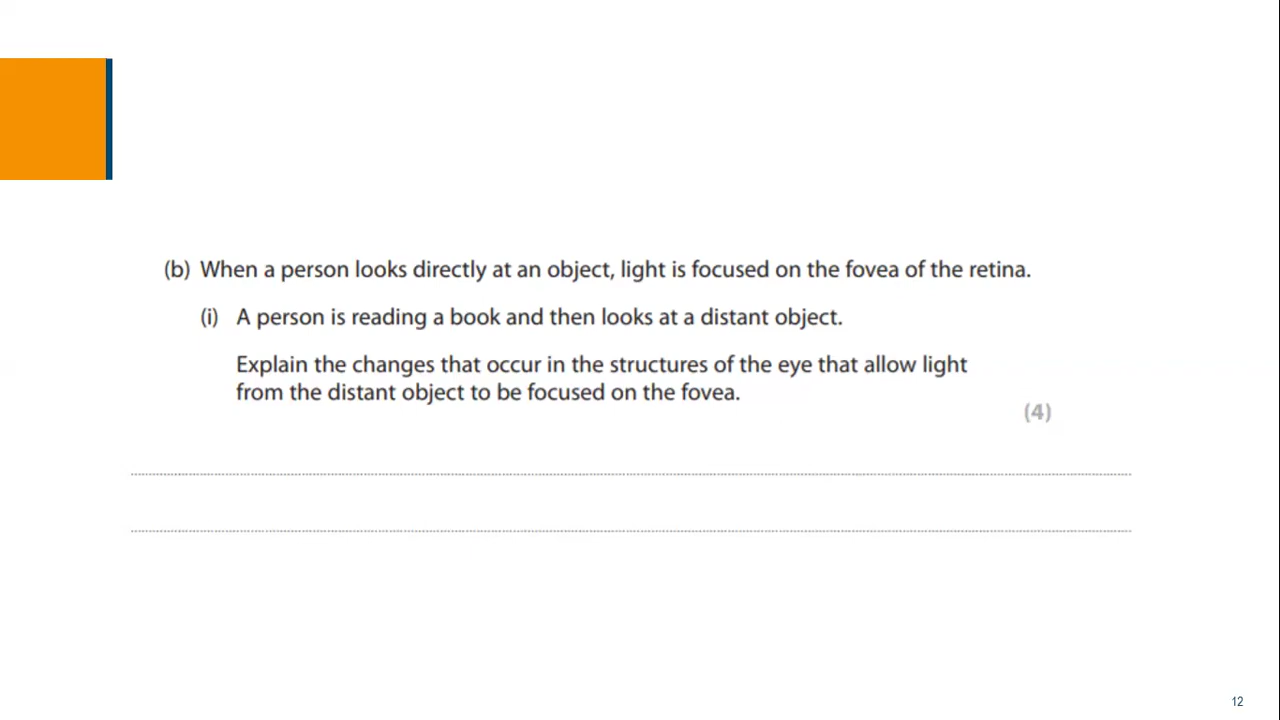 (b) When a person looks directly at an object, light is focused on the fovea of the retina.
(i) A person is reading a book and then looks at a distant object.
Explain the changes that occur in the structures of the eye that allow light
from the distant object to be focused on the fovea.
(4)
12